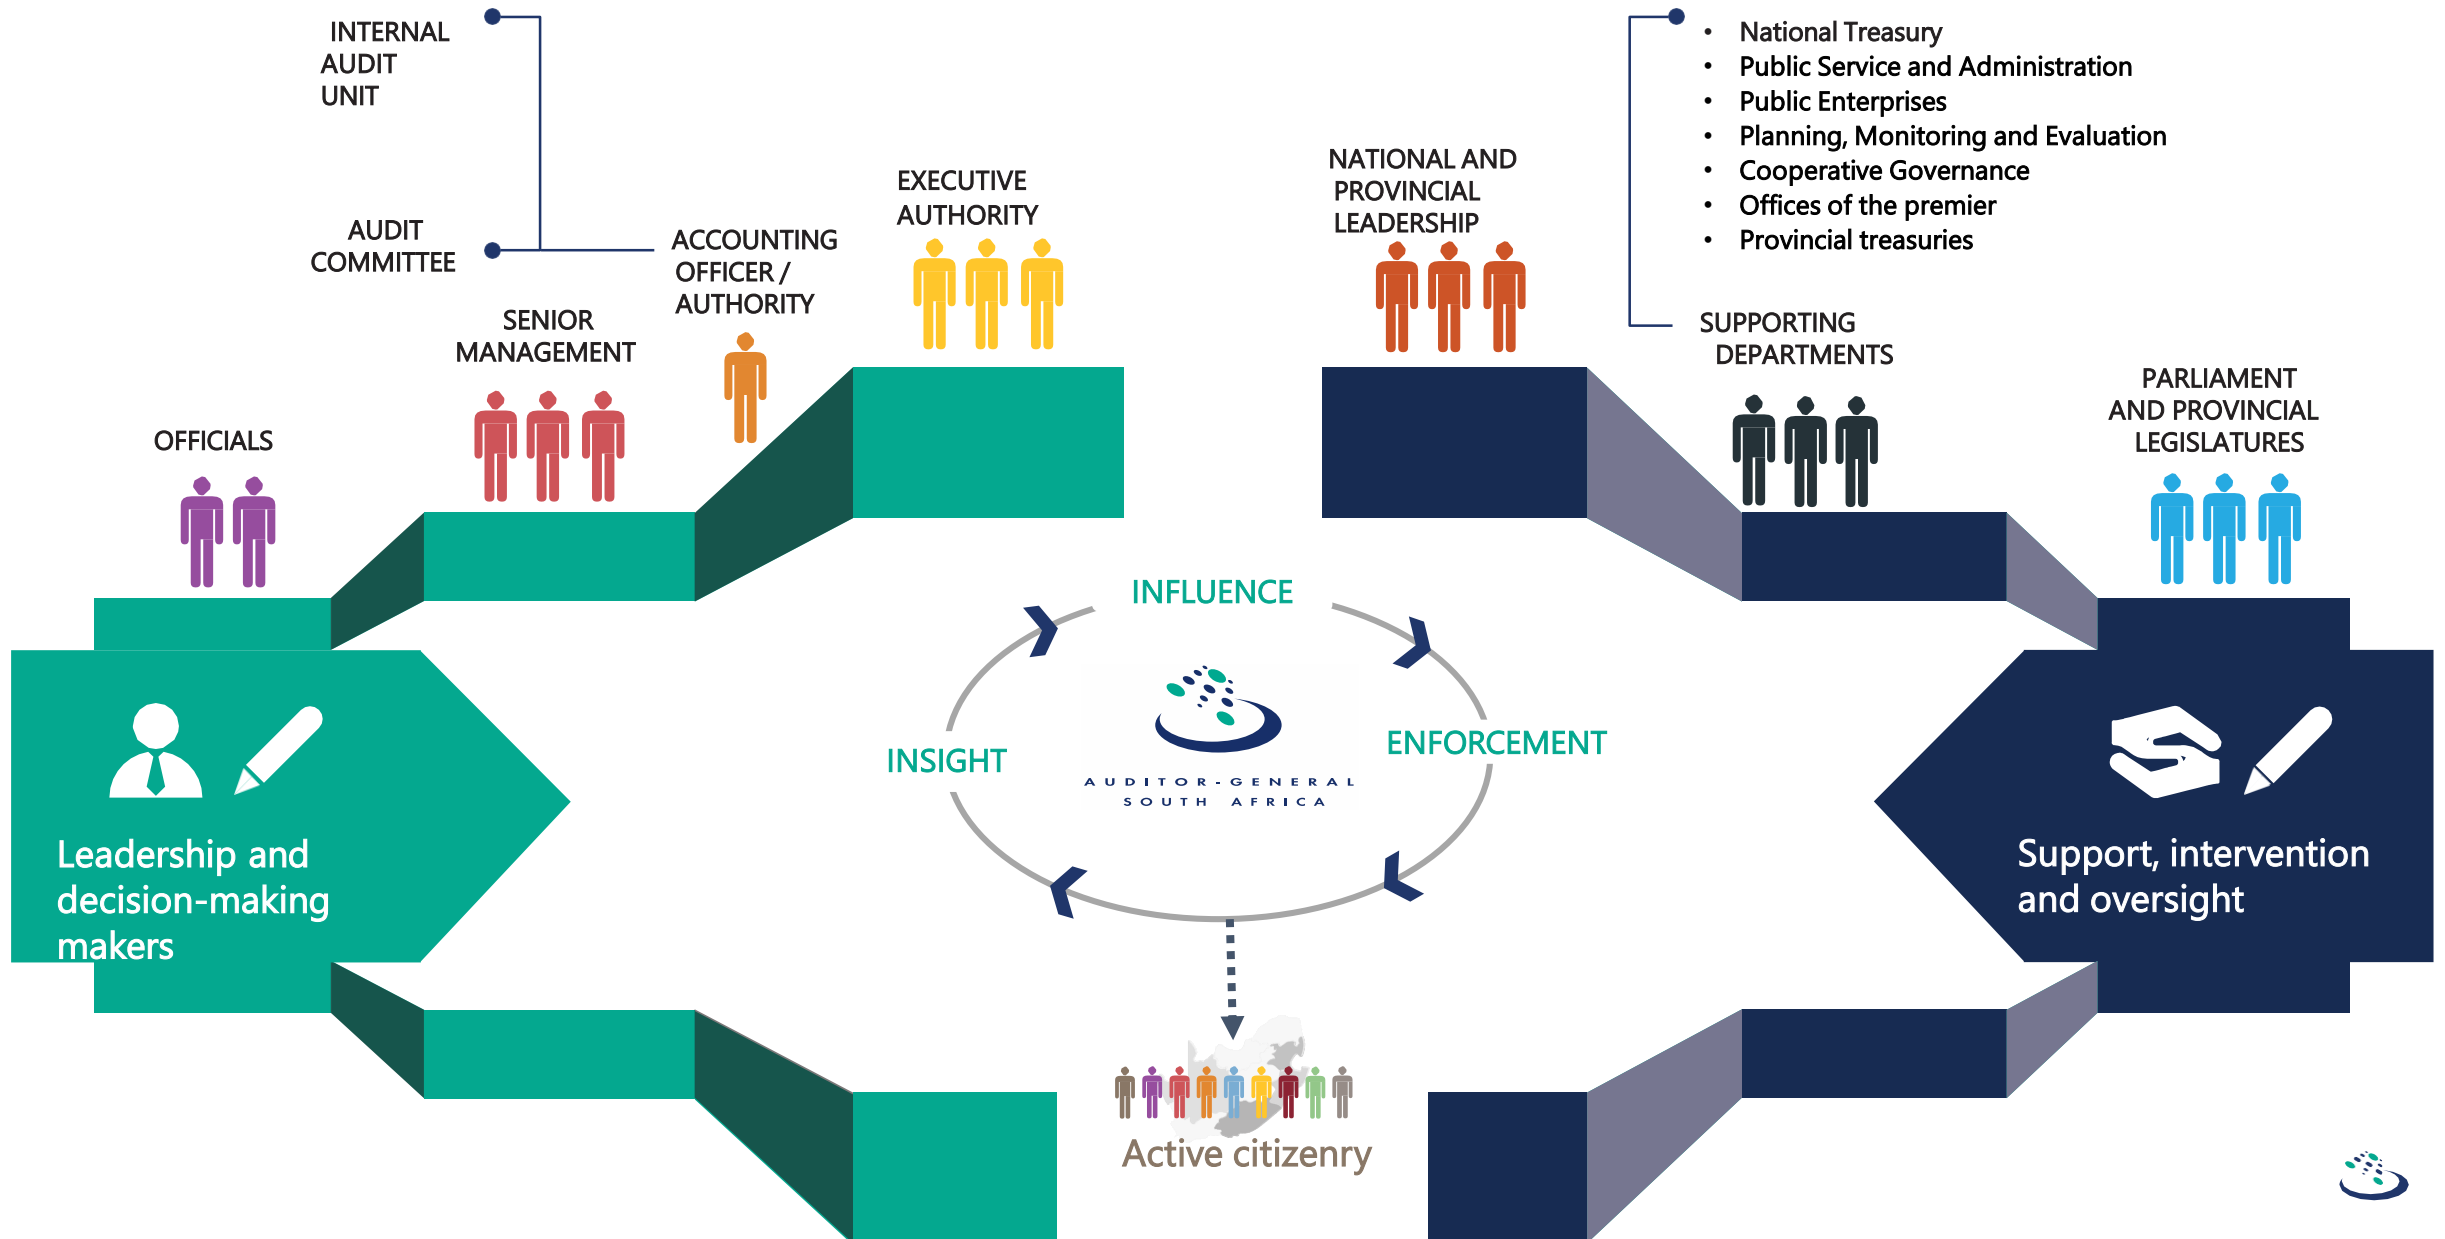 INTERNAL
AUDIT
UNIT
AUDIT
COMMITTEE
ACCOUNTING
OFFICER /
AUTHORITY
EXECUTIVE
AUTHORITY
SENIOR
MANAGEMENT
OFFICIALS
NATIONAL AND
PROVINCIAL
LEADERSHIP
• National Treasury
• Public Service and Administration
• Public Enterprises
• Planning, Monitoring and Evaluation
• Cooperative Governance
• Offices of the premier
• Provincial treasuries
SUPPORTING
DEPARTMENTS
PARLIAMENT
AND PROVINCIAL
LEGISLATURES
INFLUENCE
ENFORCEMENT
INSIGHT
AUDITOR-GENERAL
SOUTH AFRICA
Leadership and
decision-making
makers
Support, intervention
and oversight
Active citizenry